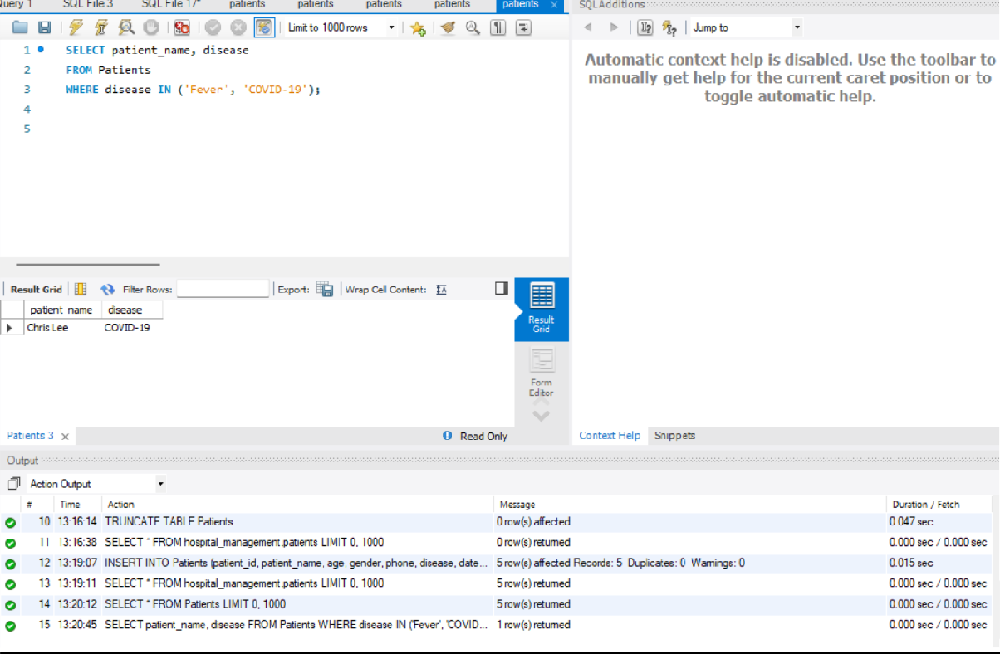 Query 1 SQL File 3 SQL File 17* patients patients patients patients patients
Limit to 1000 rows
1 SELECT patient_name, disease
2 FROM Patients
3 WHERE disease IN ('Fever', 'COVID-19');
4
5
SQLAdditions
Jump to
Automatic context help is disabled. Use the toolbar to
manually get help for the current caret position or to
toggle automatic help.
Result Grid Filter Rows: Export: Wrap Cell Content:
patient_name disease
Chris Lee COVID-19
Result
Grid
Form
Editor
Patients 3 Read Only
Context Help Snippets
Output
Action Output
# Time Action Message Duration / Fetch
10 13:16:14 TRUNCATE TABLE Patients 0 row(s) affected 0.047 sec
11 13:16:38 SELECT * FROM hospital_management.patients LIMIT 0, 1000 0 row(s) returned 0.000 sec / 0.000 sec
12 13:19:07 INSERT INTO Patients (patient_id, patient_name, age, gender, phone, disease, date... 5 row(s) affected Records: 5 Duplicates: 0 Warnings: 0 0.015 sec
13 13:19:11 SELECT * FROM hospital_management.patients LIMIT 0, 1000 5 row(s) returned 0.000 sec / 0.000 sec
14 13:20:12 SELECT * FROM Patients LIMIT 0, 1000 5 row(s) returned 0.000 sec / 0.000 sec
15 13:20:45 SELECT patient_name, disease FROM Patients WHERE disease IN ('Fever', 'COVID... 1 row(s) returned 0.000 sec / 0.000 sec